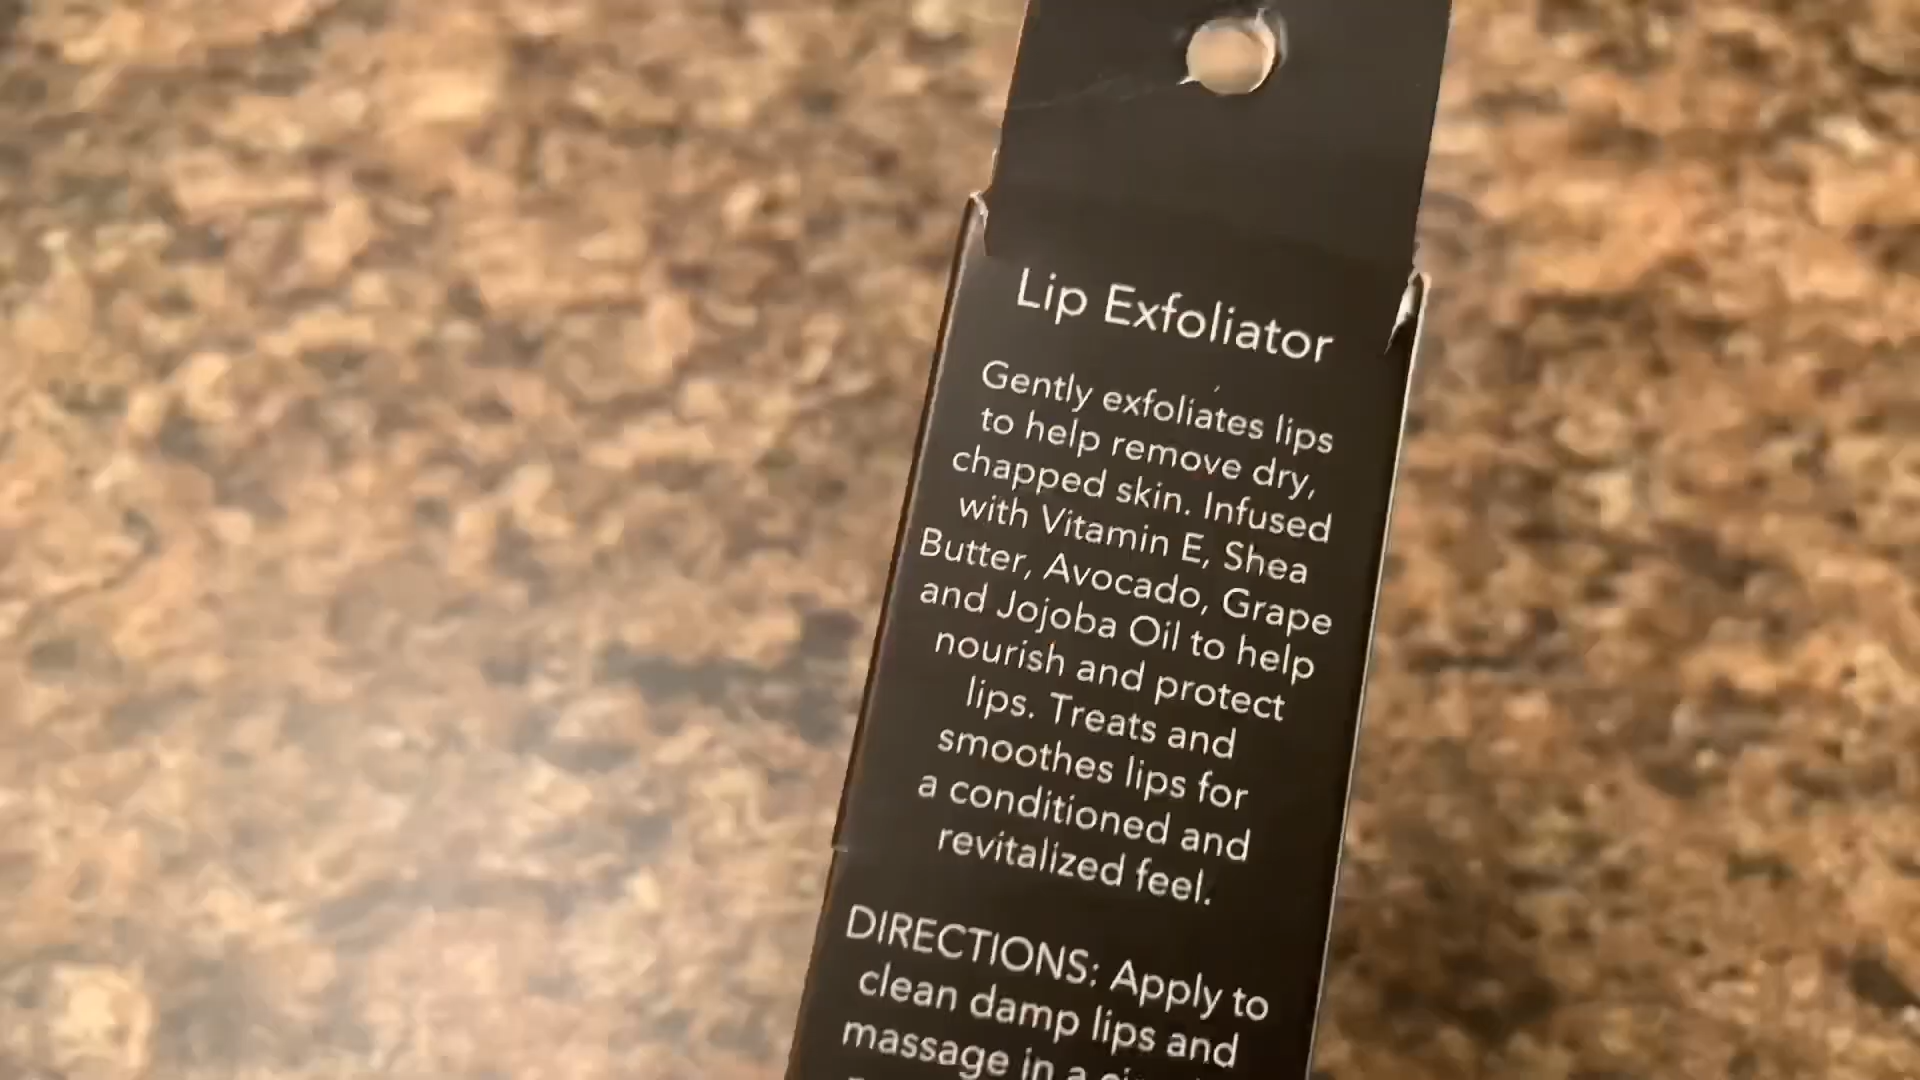 Lip Exfoliator
Gently exfoliates lips
to help remove dry,
chapped skin. Infused
with Vitamin E, Shea
Butter, Avocado, Grape
and Jojoba Oil to help
nourish and protect
lips. Treats and
smoothes lips for
a conditioned and
revitalized feel.
DIRECTIONS: Apply to
clean damp lips and
massage in a